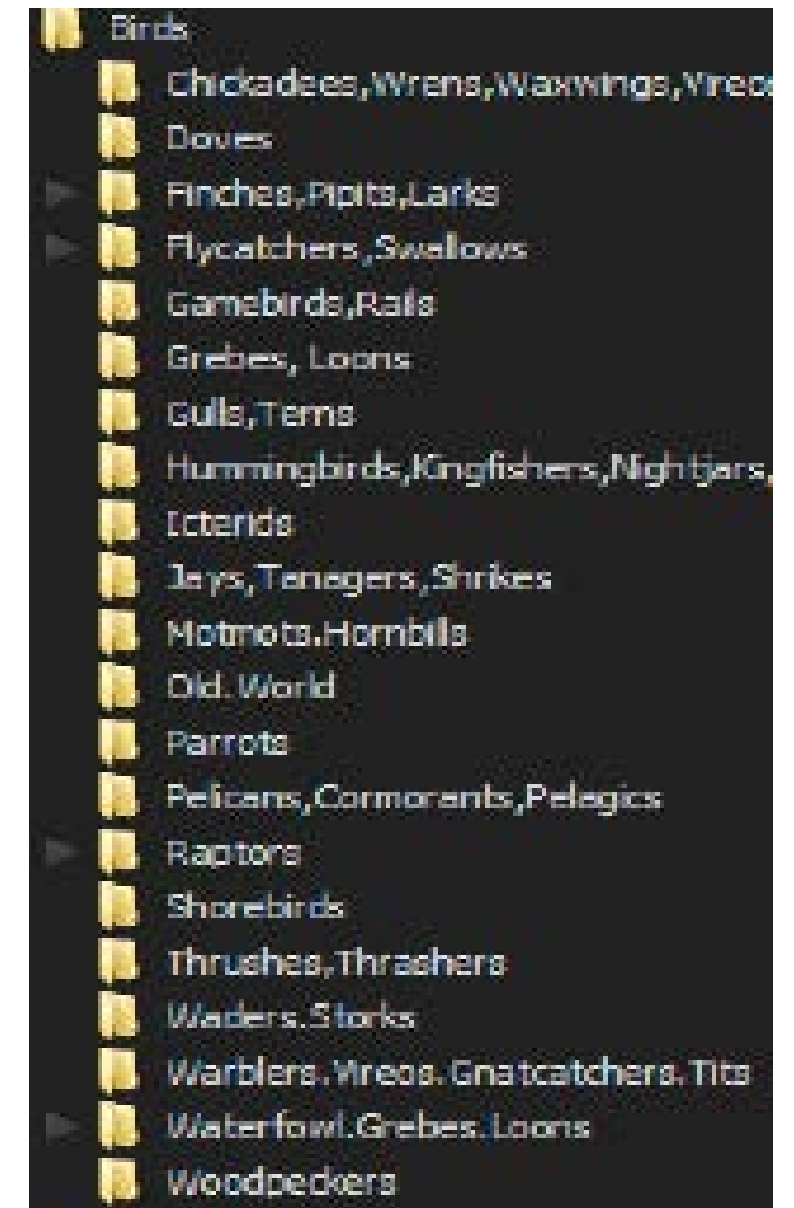 Birds
Chickadees,Wrens,Waxwings,Vireos
Doves
Finches,Pipits,Larks
Flycatchers,Swallows
Gamebirds,Rails
Grebes, Loons
Gulls,Terns
Hummingbirds,Kingfishers,Nightjars,
Icterids
Jays,Tanagers,Shrikes
Motmots.Hornbills
Old.World
Parrots
Pelicans,Cormorants,Pelagics
Raptors
Shorebirds
Thrushes,Thrashers
Waders.Storks
Warblers.Vireos.Gnatcatchers.Tits
Waterfowl.Grebes.Loons
Woodpeckers